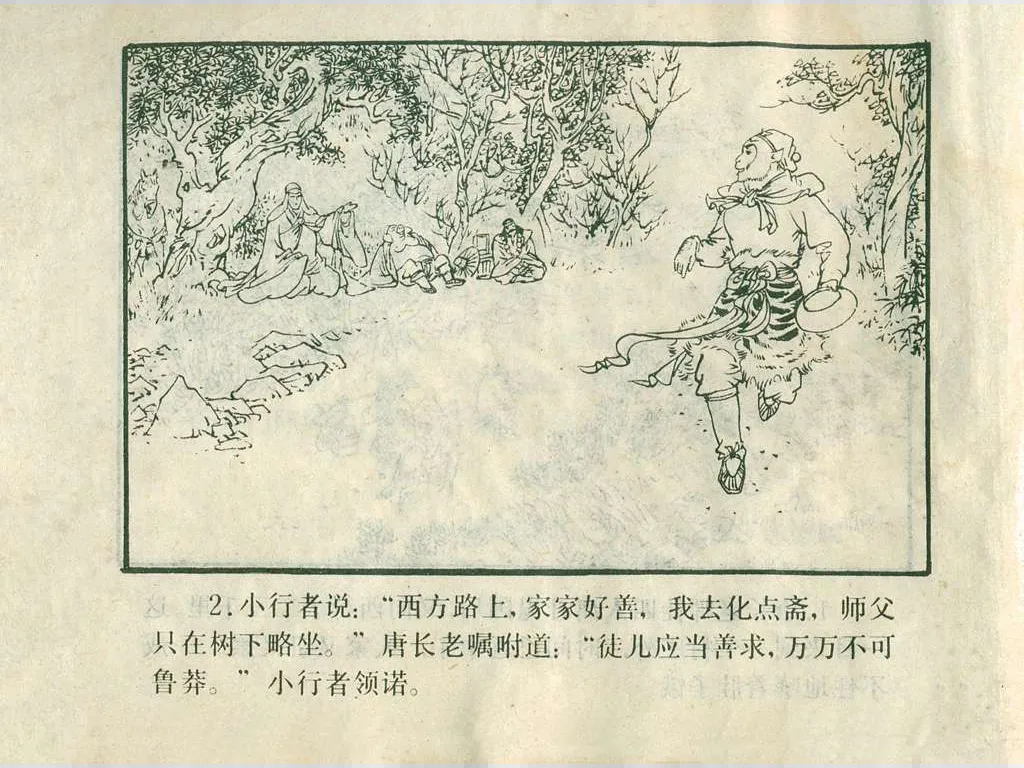 2.小行者说：“西方路上，家家好善，我去化点斋，师父
只在树下略坐。”唐长老嘱咐道：“徒儿应当善求，万万不可
鲁莽。”小行者领诺。